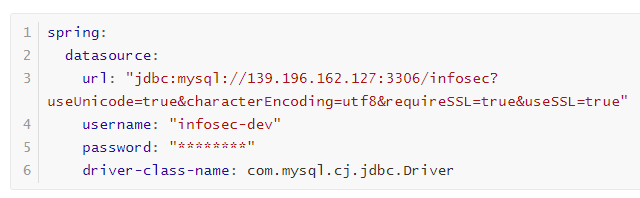 1 spring:
2   datasource:
3     url: "jdbc:mysql://139.196.162.127:3306/infosec?
useUnicode=true&characterEncoding=utf8&requireSSL=true&useSSL=true"
4     username: "infosec-dev"
5     password: "********"
6     driver-class-name: com.mysql.cj.jdbc.Driver